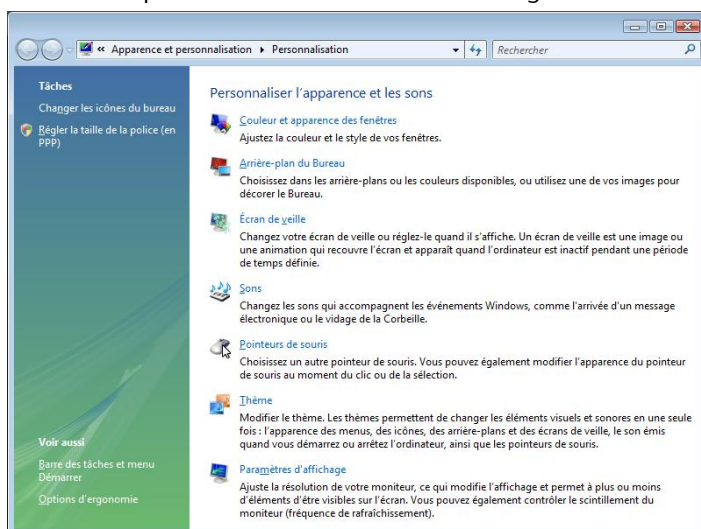 « Apparence et personnalisation ▸ Personnalisation
Rechercher
Tâches
Changer les icônes du bureau
Régler la taille de la police (en
PPP)
Voir aussi
Barre des tâches et menu
Démarrer
Options d'ergonomie
Personnaliser l'apparence et les sons
Couleur et apparence des fenêtres
Ajustez la couleur et le style de vos fenêtres.
Arrière-plan du Bureau
Choisissez dans les arrière-plans ou les couleurs disponibles, ou utilisez une de vos images pour
décorer le Bureau.
Écran de veille
Changez votre écran de veille ou réglez-le quand il s'affiche. Un écran de veille est une image ou
une animation qui recouvre l'écran et apparaît quand l'ordinateur est inactif pendant une période
de temps définie.
Sons
Changez les sons qui accompagnent les événements Windows, comme l'arrivée d'un message
électronique ou le vidage de la Corbeille.
Pointeurs de souris
Choisissez un autre pointeur de souris. Vous pouvez également modifier l'apparence du pointeur
de souris au moment du clic ou de la sélection.
Thème
Modifier le thème. Les thèmes permettent de changer les éléments visuels et sonores en une seule
fois : l'apparence des menus, des icônes, des arrière-plans et des écrans de veille, le son émis
quand vous démarrez ou arrêtez l'ordinateur, ainsi que les pointeurs de souris.
Paramètres d'affichage
Ajuste la résolution de votre moniteur, ce qui modifie l'affichage et permet à plus ou moins
d'éléments d'être visibles sur l'écran. Vous pouvez également contrôler le scintillement du
moniteur (fréquence de rafraîchissement).